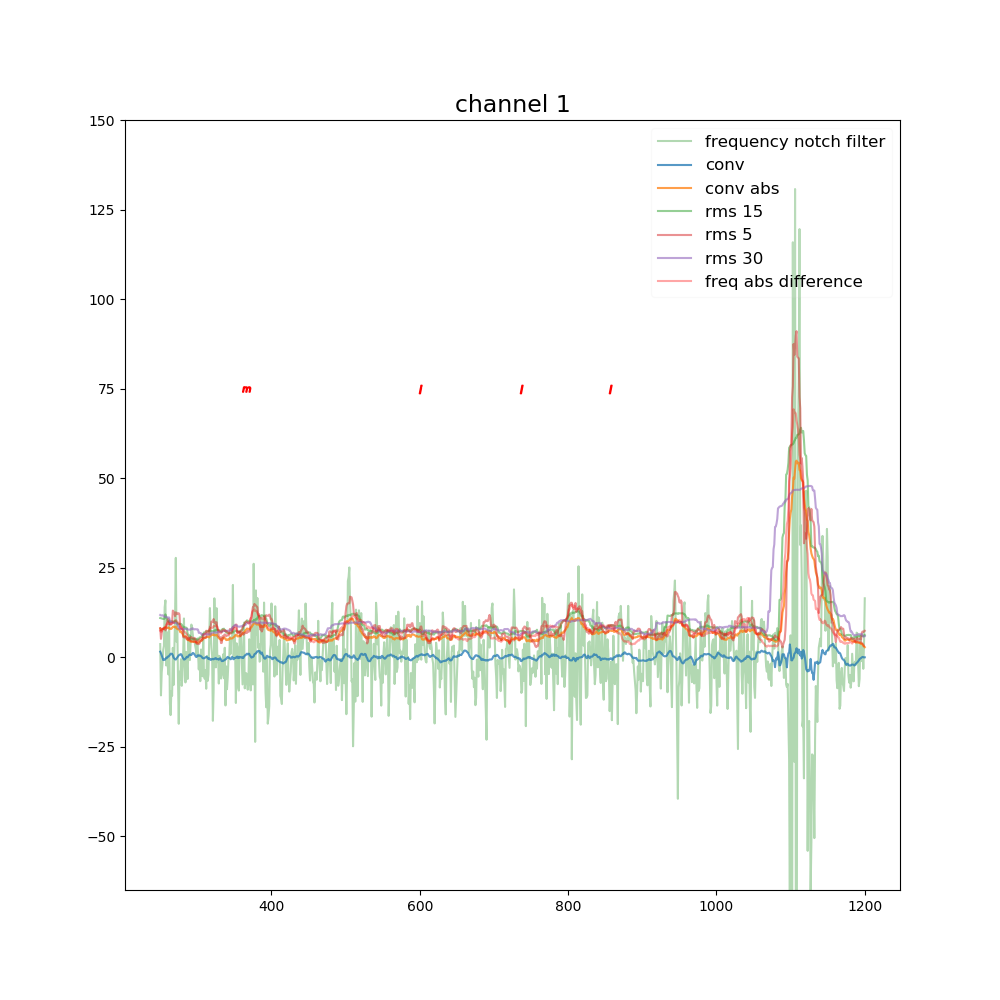 channel 1
150
125
100
75
50
25
0
−25
−50
frequency notch filter
conv
conv abs
rms 15
rms 5
rms 30
freq abs difference
m l l l
400 600 800 1000 1200